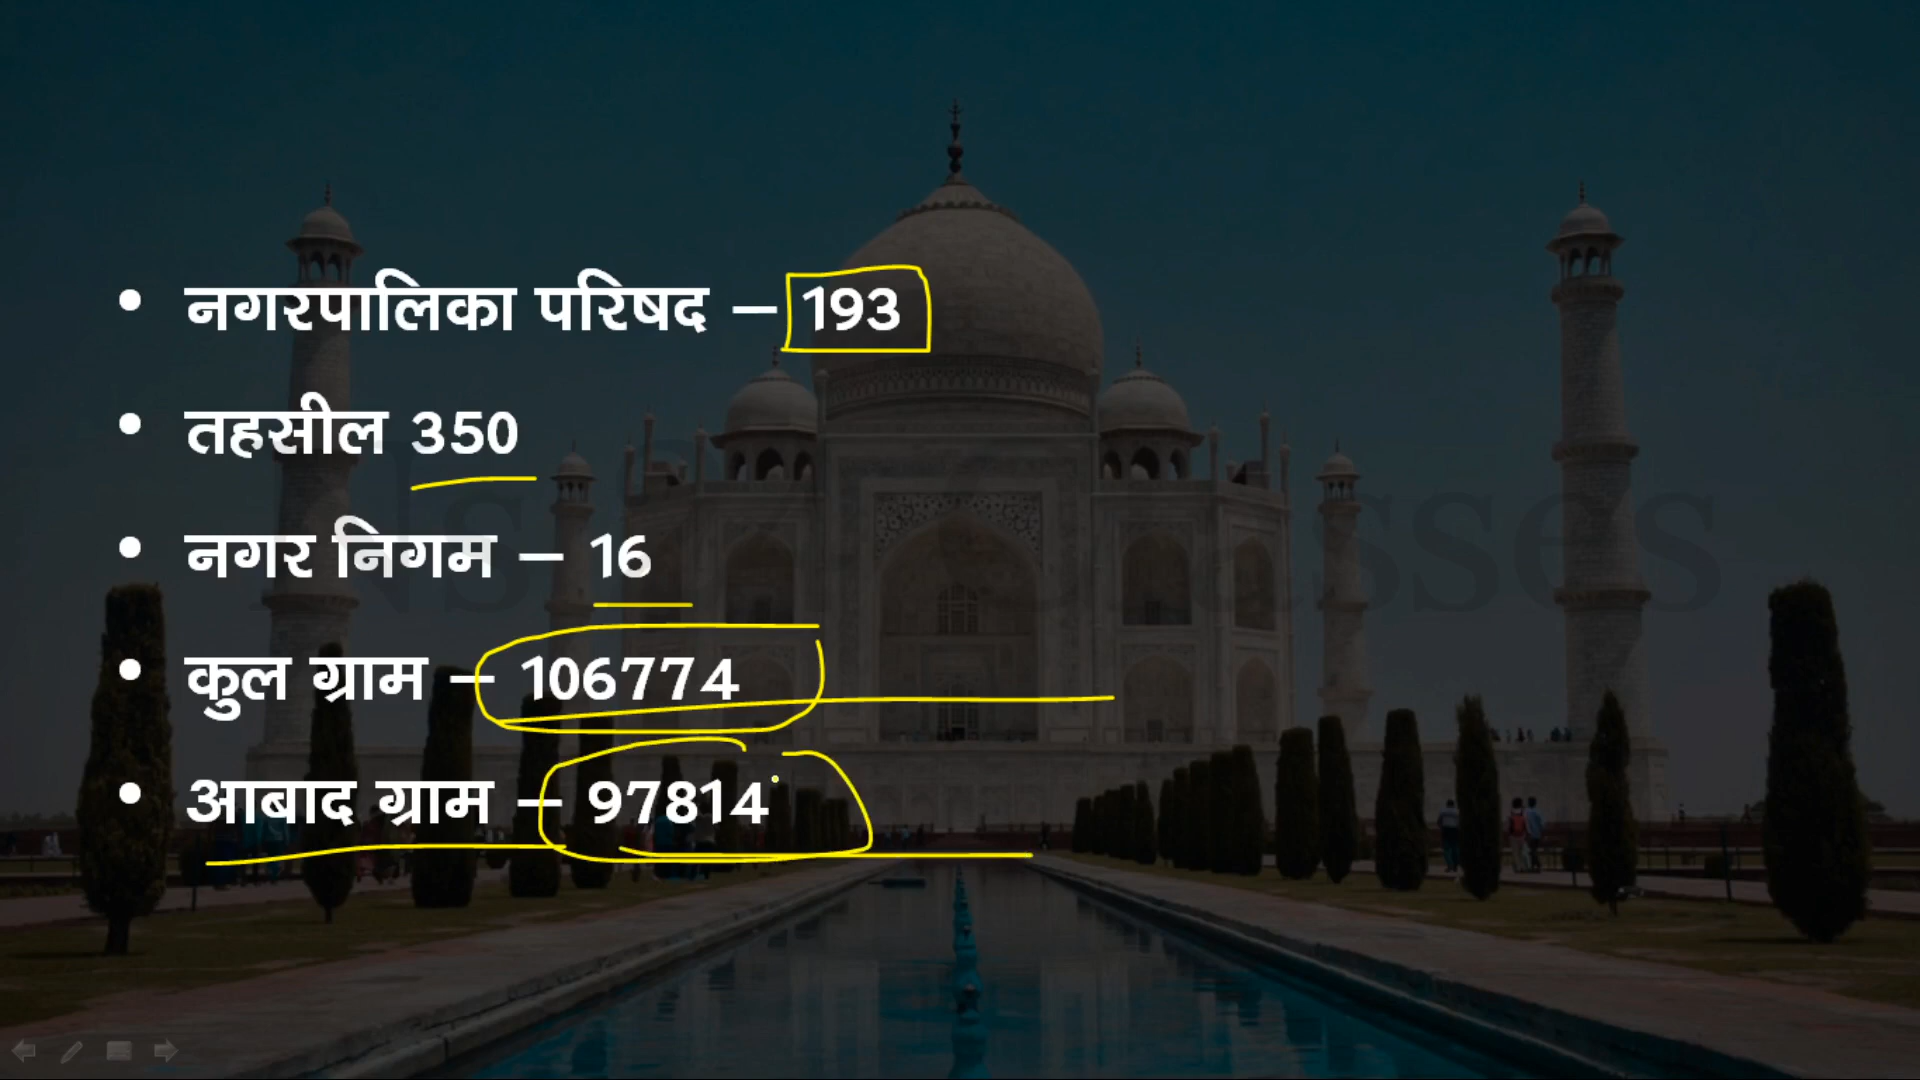 • नगरपालिका परिषद – 193
• तहसील 350
• नगर निगम – 16
• कुल ग्राम – 106774
• आबाद ग्राम – 97814